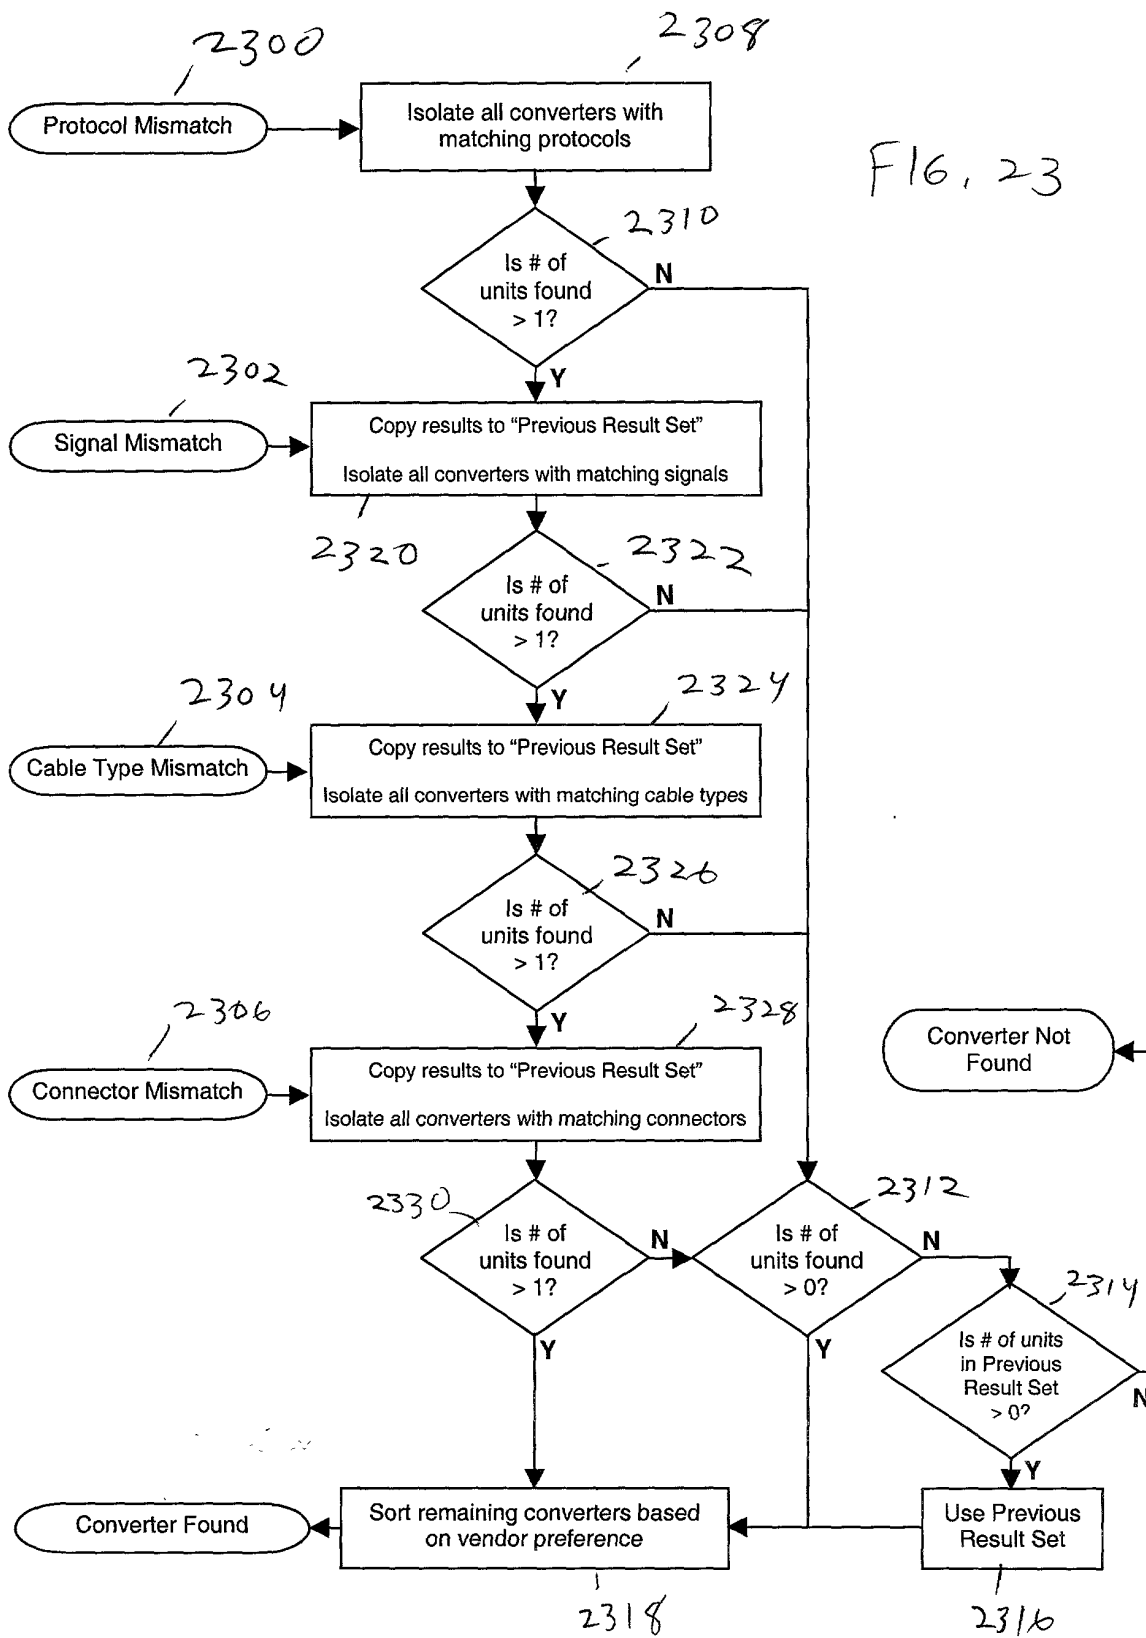 2300
2308
Protocol Mismatch
Isolate all converters with
matching protocols
FIG. 23
2310
Is # of
units found
> 1?
N
Y
2302
Signal Mismatch
Copy results to “Previous Result Set”
Isolate all converters with matching signals
2320
2322
Is # of
units found
> 1?
N
Y
2304
2324
Cable Type Mismatch
Copy results to “Previous Result Set”
Isolate all converters with matching cable types
2326
Is # of
units found
> 1?
N
Y
2306
2328
Connector Mismatch
Copy results to “Previous Result Set”
Isolate all converters with matching connectors
Converter Not
Found
2330
Is # of
units found
> 1?
N
Y
2312
Is # of
units found
> 0?
N
Y
2314
Is # of units
in Previous
Result Set
> 0?
N
Y
Converter Found
Sort remaining converters based
on vendor preference
Use Previous
Result Set
2318
2316